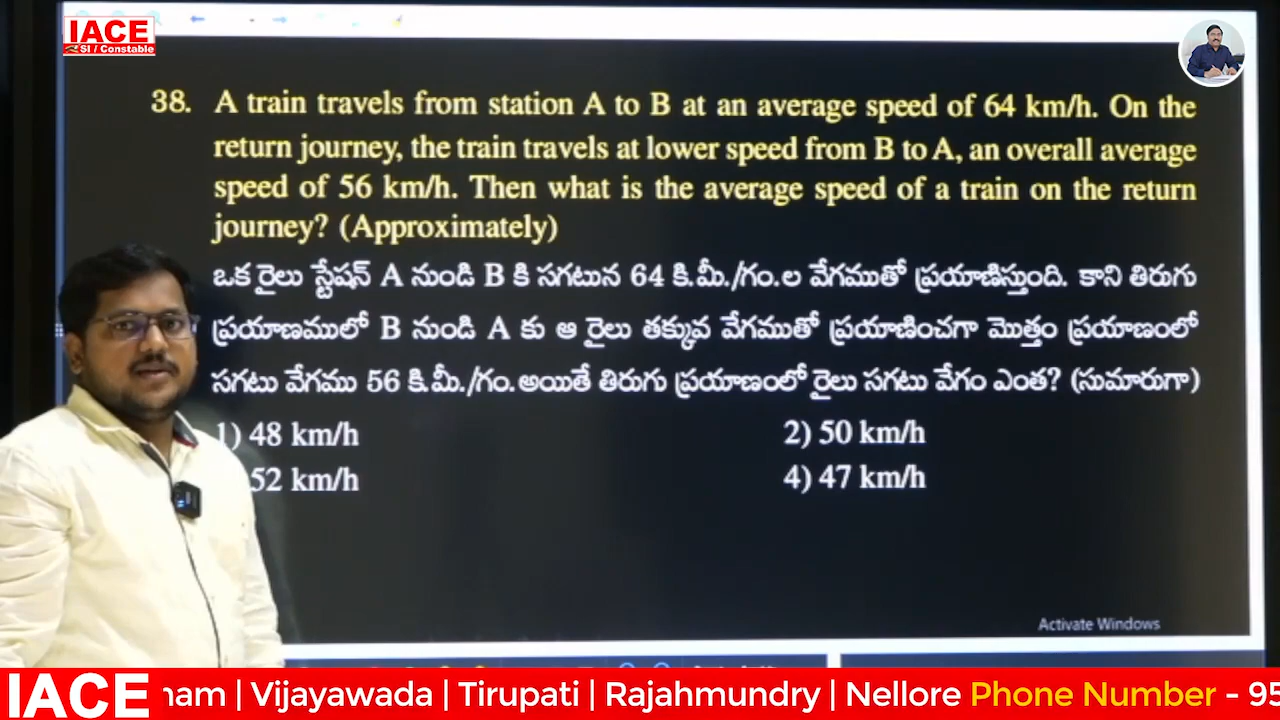 IACE
SI / Constable
38. A train travels from station A to B at an average speed of 64 km/h. On the
return journey, the train travels at lower speed from B to A, an overall average
speed of 56 km/h. Then what is the average speed of a train on the return
journey? (Approximately)
ఒక రైలు స్టేషన్ A నుండి B కి సగటున 64 కి.మీ./గం.ల వేగముతో ప్రయాణిస్తుంది. కాని తిరుగు
ప్రయాణములో B నుండి A కు ఆ రైలు తక్కువ వేగముతో ప్రయాణించగా మొత్తం ప్రయాణంలో
సగటు వేగము 56 కి.మీ./గం. అయితే తిరుగు ప్రయాణంలో రైలు సగటు వేగం ఎంత? (సుమారుగా)
1) 48 km/h 2) 50 km/h
52 km/h 4) 47 km/h
Activate Windows
IACE nam | Vijayawada | Tirupati | Rajahmundry | Nellore Phone Number - 95